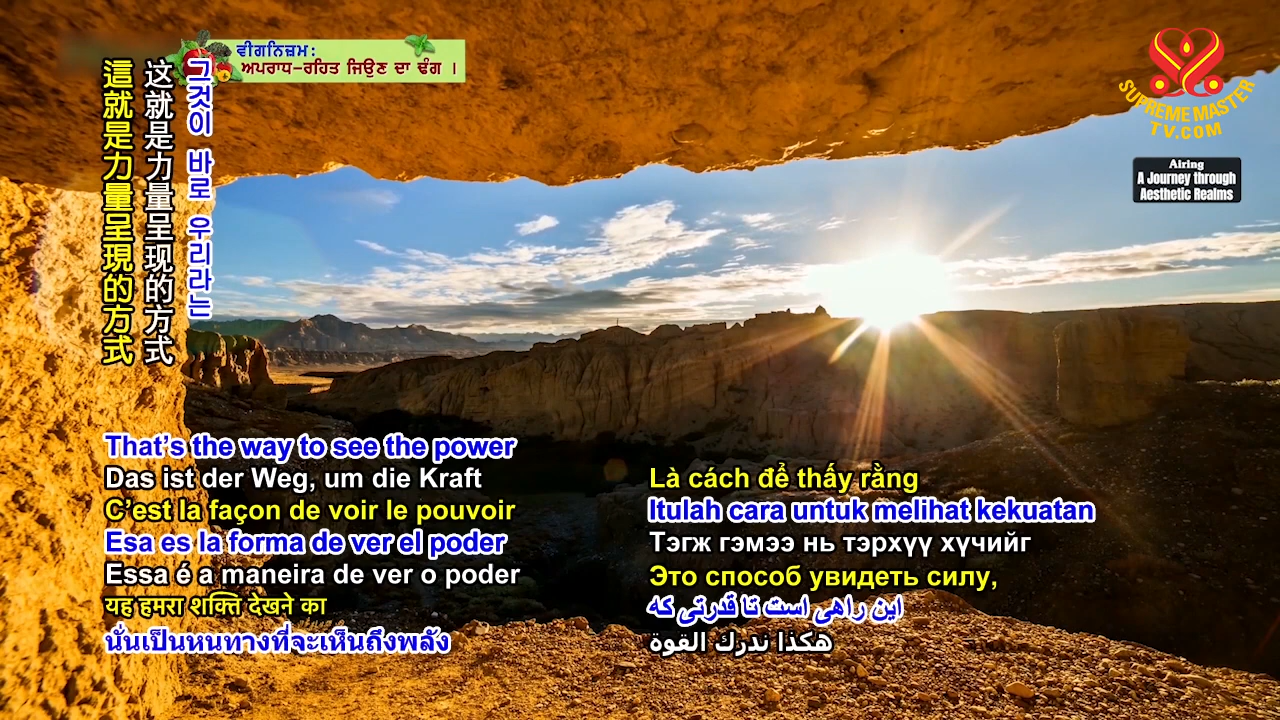 ਵੀਗਨਿਜ਼ਮ:
ਅਪਰਾਧ-ਰਹਿਤ ਜਿਉਣ ਦਾ ਢੰਗ ।
SUPREME MASTER
TV.COM
Airing
A Journey through
Aesthetic Realms
그것이 바로 우리라는
这就是力量呈现的方式
這就是力量呈現的方式
That's the way to see the power
Das ist der Weg, um die Kraft
C'est la façon de voir le pouvoir
Esa es la forma de ver el poder
Essa é a maneira de ver o poder
यह हमरा शक्ति देखने का
นั่นเป็นหนทางที่จะเห็นถึงพลัง
Là cách để thấy rằng
Itulah cara untuk melihat kekuatan
Тэгж гэмээ нь тэрхүү хүчийг
Это способ увидеть силу,
این راهی است تا قدرتی که
هكذا ندرك القوة